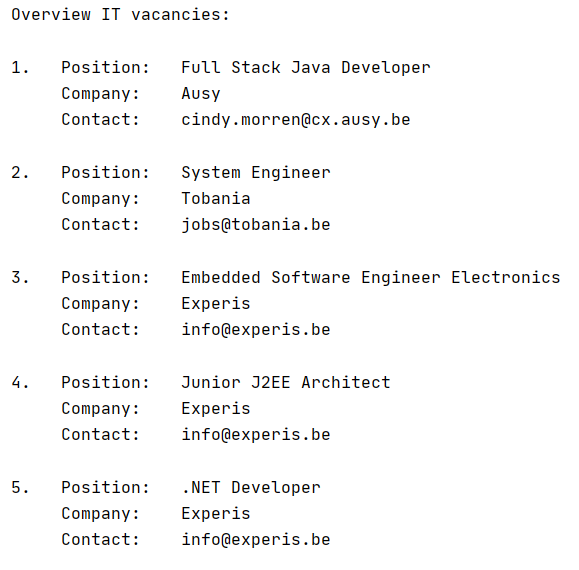 Overview IT vacancies:
1. Position: Full Stack Java Developer
Company: Ausy
Contact: cindy.morren@cx.ausy.be
2. Position: System Engineer
Company: Tobania
Contact: jobs@tobania.be
3. Position: Embedded Software Engineer Electronics
Company: Experis
Contact: info@experis.be
4. Position: Junior J2EE Architect
Company: Experis
Contact: info@experis.be
5. Position: .NET Developer
Company: Experis
Contact: info@experis.be